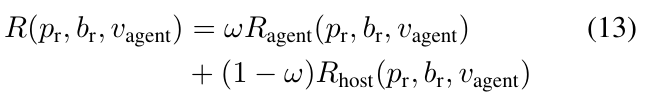 R(p_r, b_r, v_agent) = ωR_agent(p_r, b_r, v_agent) (13)
+ (1 − ω)R_host(p_r, b_r, v_agent)